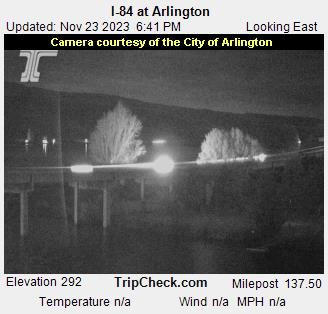 I-84 at Arlington
Updated: Nov 23 2023 6:41 PM Looking East
Camera courtesy of the City of Arlington
Elevation 292 TripCheck.com Milepost 137.50
Temperature n/a Wind n/a MPH n/a